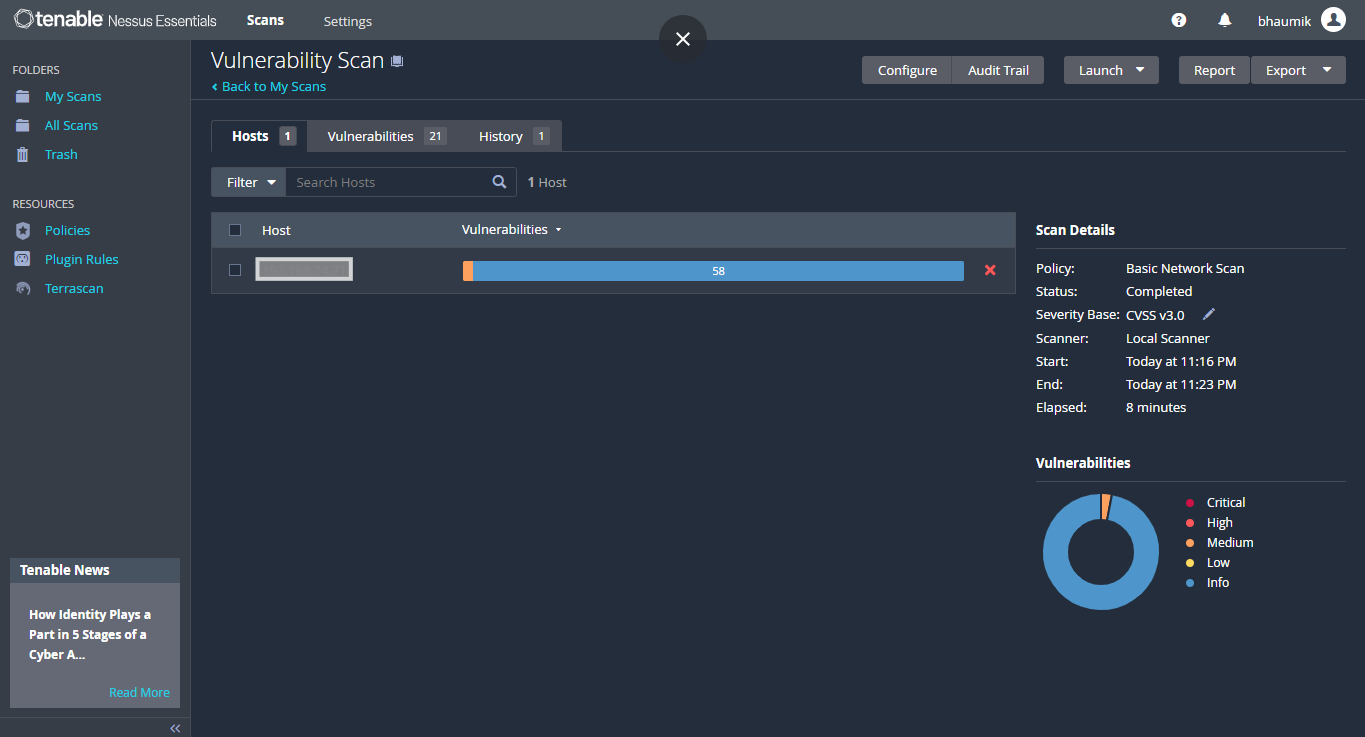 tenable Nessus Essentials
Scans
Settings
bhaumik
FOLDERS
My Scans
All Scans
Trash
RESOURCES
Policies
Plugin Rules
Terrascan
Tenable News
How Identity Plays a
Part in 5 Stages of a
Cyber A...
Read More
Vulnerability Scan
Back to My Scans
Configure
Audit Trail
Launch
Report
Export
Hosts 1
Vulnerabilities 21
History 1
Filter
Search Hosts
1 Host
Host
Vulnerabilities
58
Scan Details
Policy: Basic Network Scan
Status: Completed
Severity Base: CVSS v3.0
Scanner: Local Scanner
Start: Today at 11:16 PM
End: Today at 11:23 PM
Elapsed: 8 minutes
Vulnerabilities
Critical
High
Medium
Low
Info